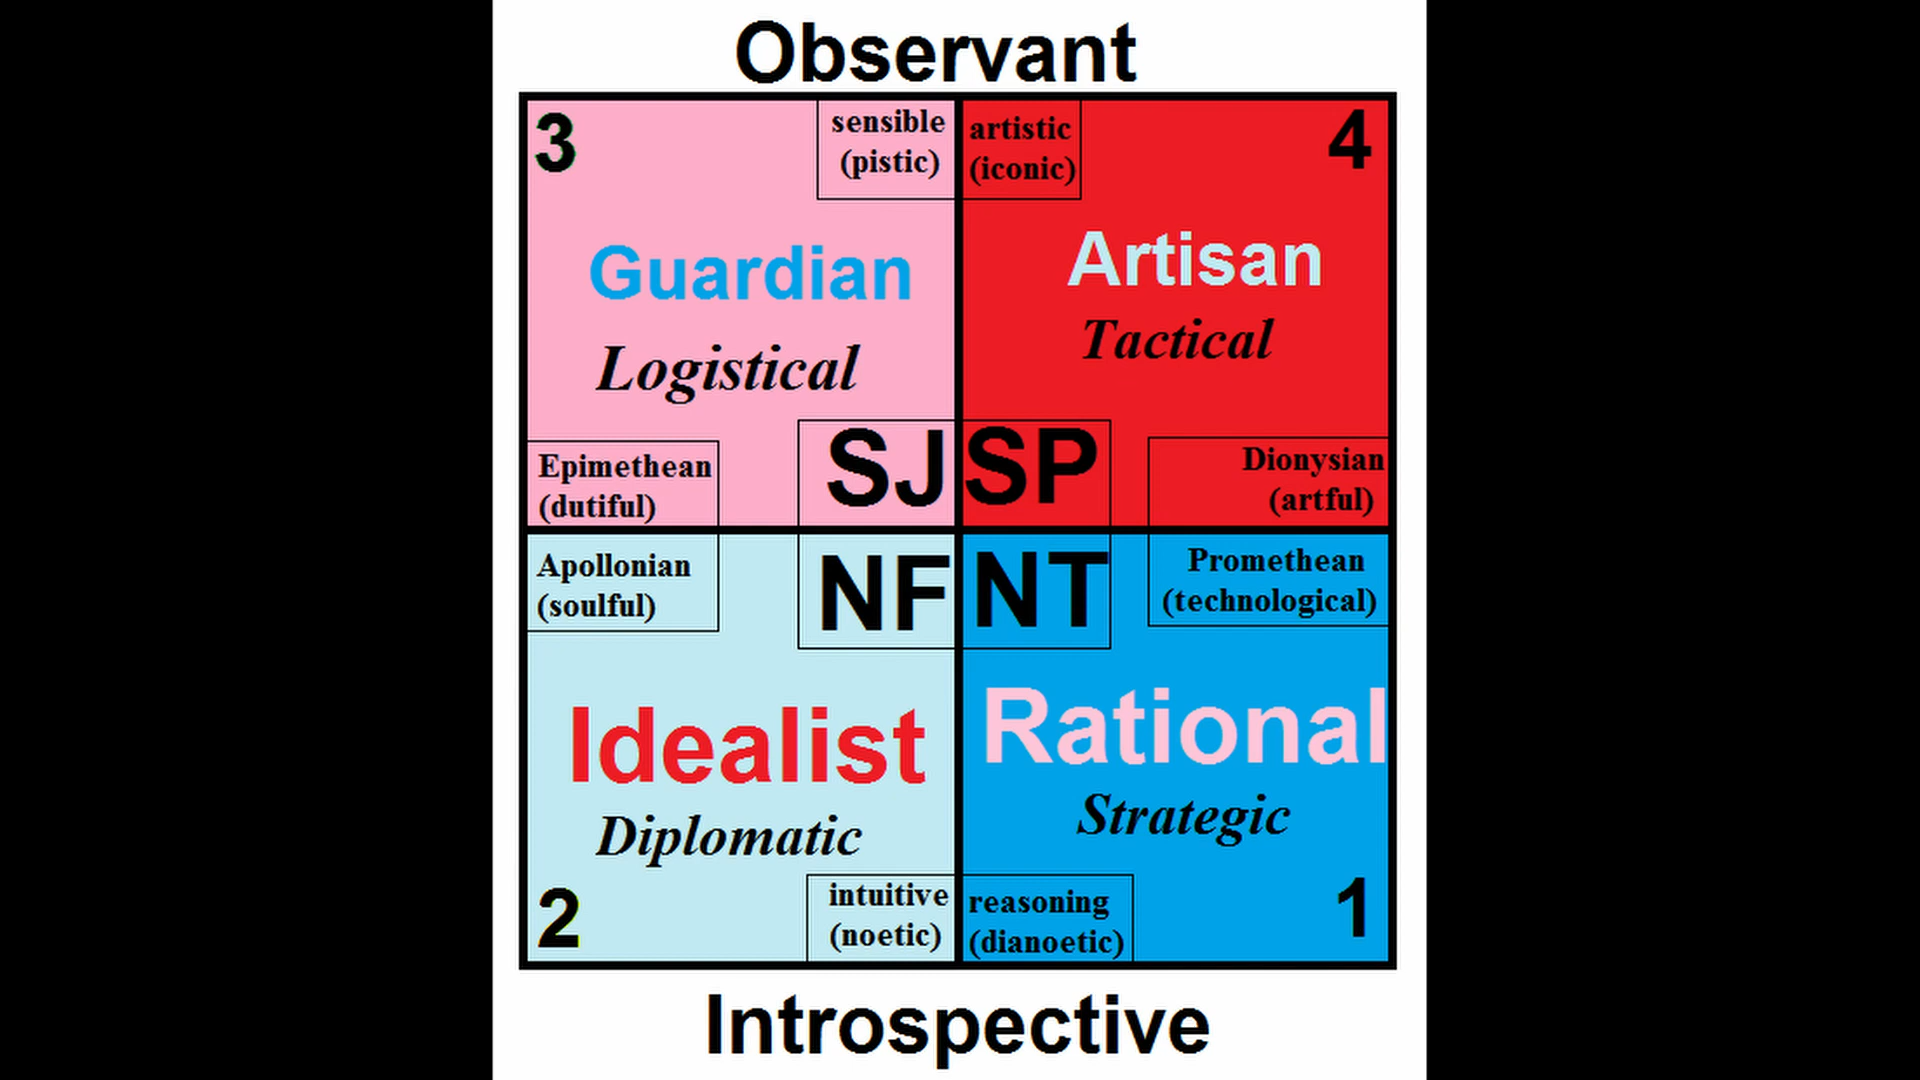 Observant
3
sensible
(pistic)
Guardian
Logistical
Epimethean
(dutiful)
SJ
artistic
(iconic)
4
Artisan
Tactical
SP
Dionysian
(artful)
Apollonian
(soulful)
NF
Idealist
Diplomatic
2
intuitive
(noetic)
NT
Promethean
(technological)
Rational
Strategic
reasoning
(dianoetic)
1
Introspective